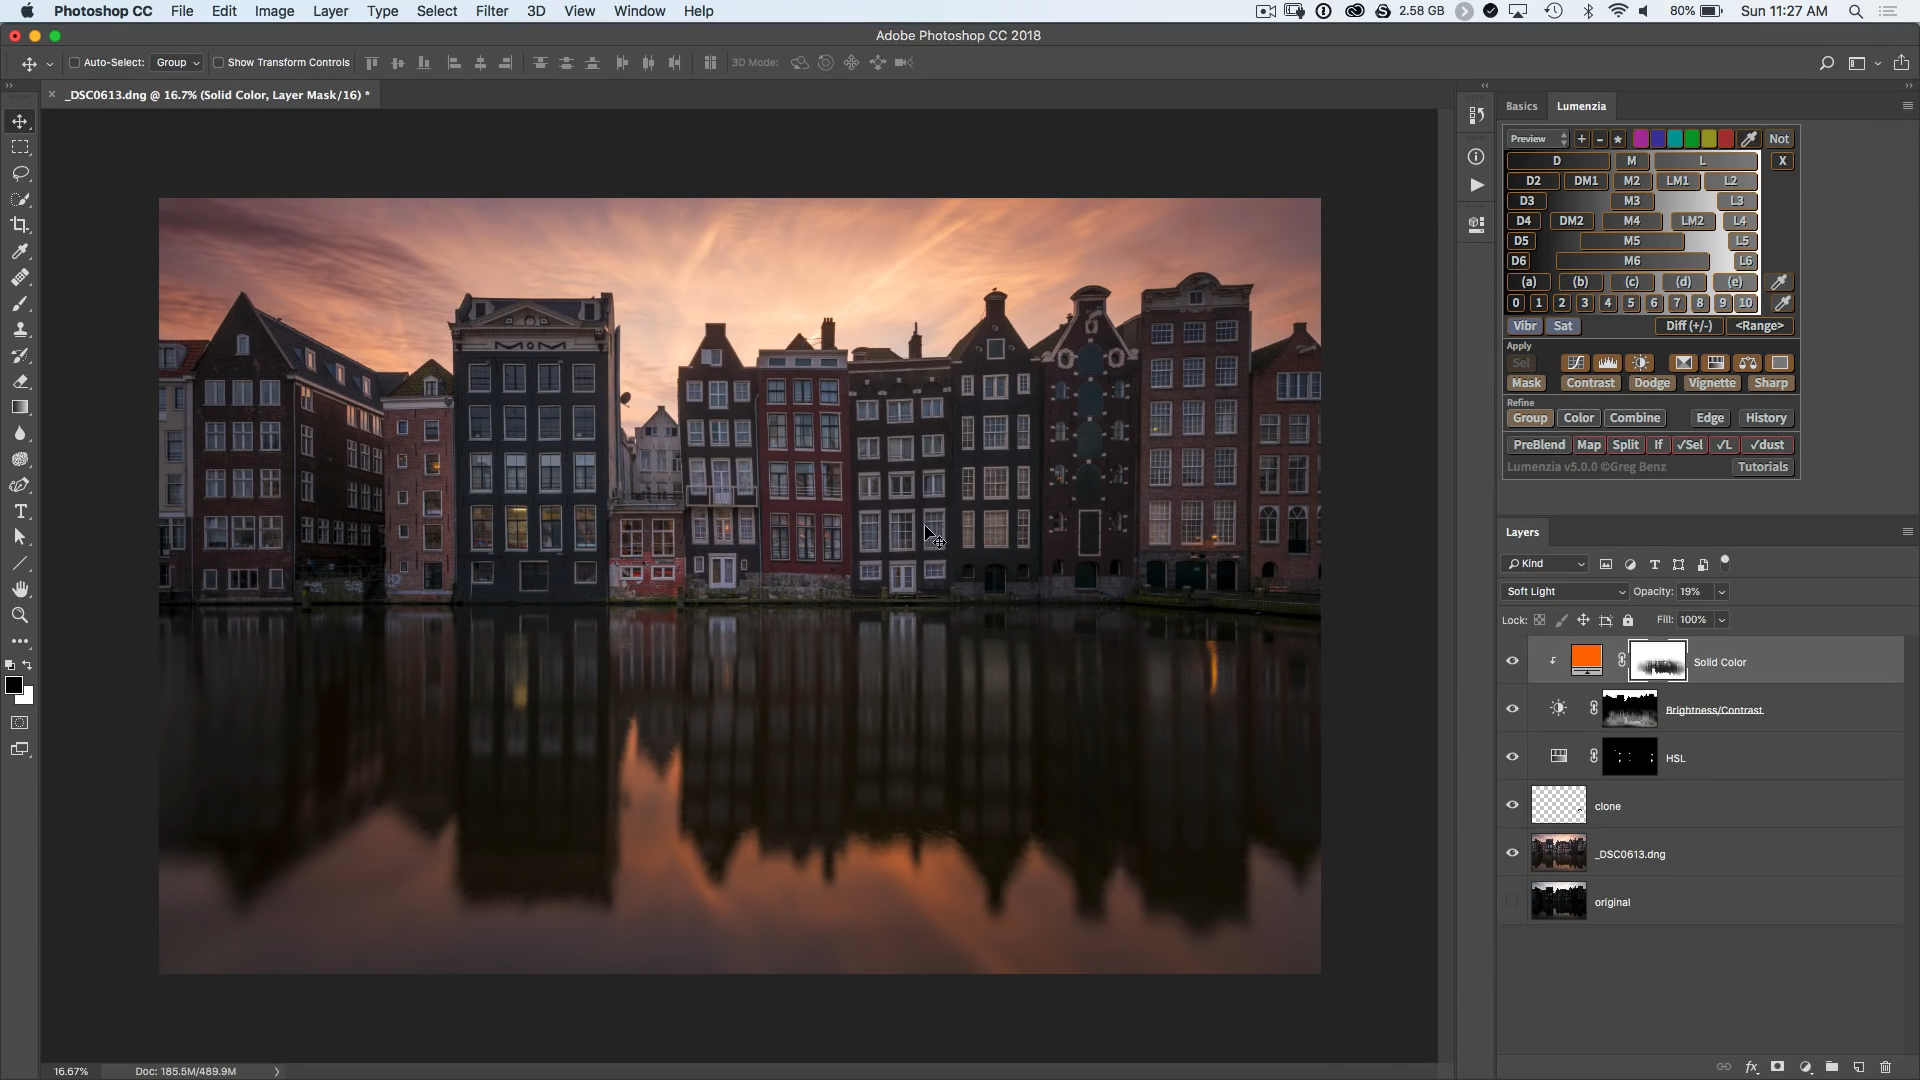 Photoshop CC File Edit Image Layer Type Select Filter 3D View Window Help 2.58 GB 80% Sun 11:27 AM
Adobe Photoshop CC 2018
Auto-Select: Group Show Transform Controls 3D Mode:
_DSC0613.dng @ 16.7% (Solid Color, Layer Mask/16) *
Basics Lumenzia
Preview + - * Not
D M L X
D2 DM1 M2 LM1 L2
D3 M3 L3
D4 DM2 M4 LM2 L4
D5 M5 L5
D6 M6 L6
(a) (b) (c) (d) (e)
0 1 2 3 4 5 6 7 8 9 10
Vibr Sat Diff (+/-) <Range>
Apply
Sel
Mask Contrast Dodge Vignette Sharp
Refine
Group Color Combine Edge History
PreBlend Map Split If √Sel √L √dust
Lumenzia v5.0.0 ©Greg Benz Tutorials
Layers
Kind
Soft Light Opacity: 19%
Lock: Fill: 100%
Solid Color
Brightness/Contrast
HSL
clone
_DSC0613.dng
original
16.67% Doc: 185.5M/489.9M
fx